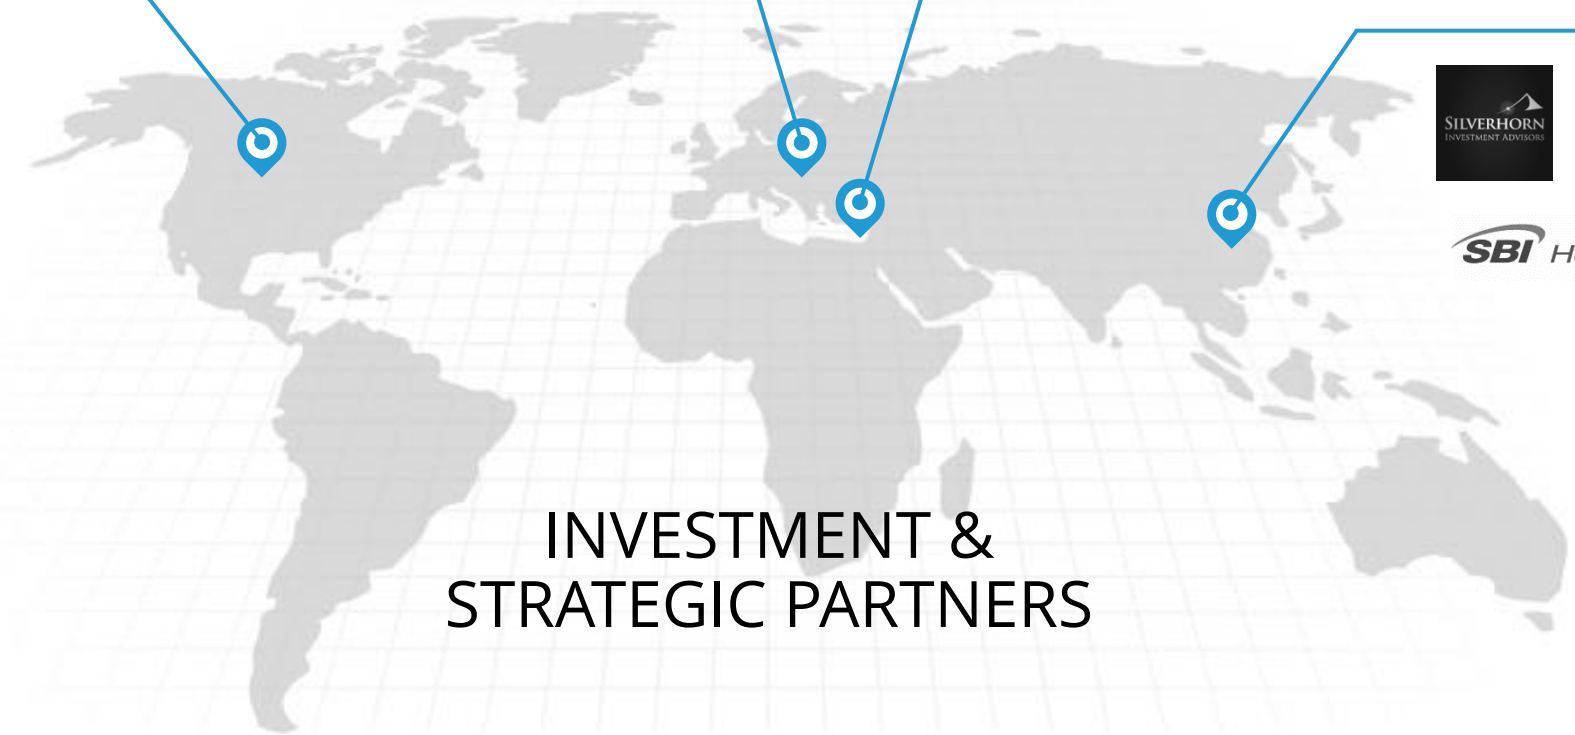 SILVERHORN
INVESTMENT ADVISORS
SBI
INVESTMENT &
STRATEGIC PARTNERS